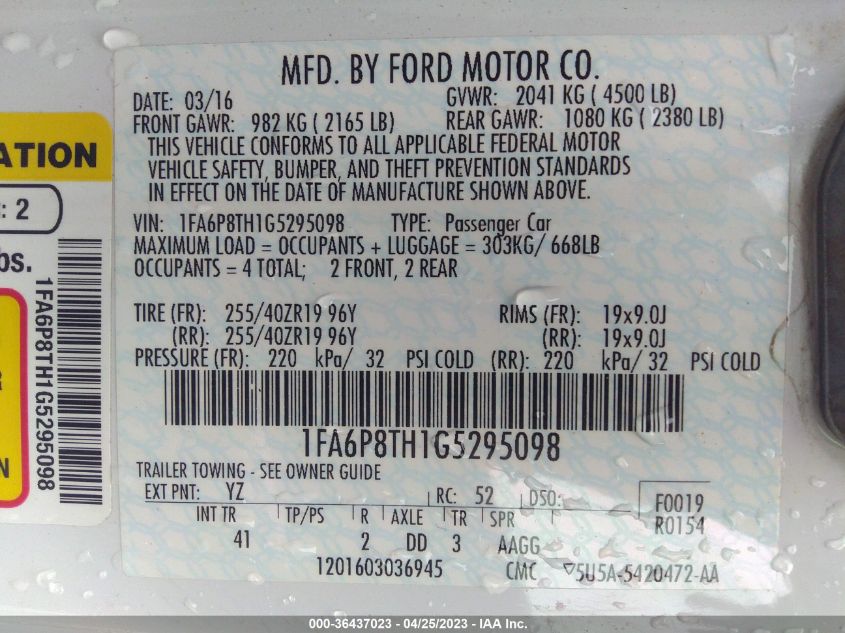 MFD. BY FORD MOTOR CO.
DATE: 03/16 GVWR: 2041 KG ( 4500 LB)
FRONT GAWR: 982 KG ( 2165 LB) REAR GAWR: 1080 KG ( 2380 LB)
THIS VEHICLE CONFORMS TO ALL APPLICABLE FEDERAL MOTOR
VEHICLE SAFETY, BUMPER, AND THEFT PREVENTION STANDARDS
IN EFFECT ON THE DATE OF MANUFACTURE SHOWN ABOVE.
VIN: 1FA6P8TH1G5295098 TYPE: Passenger Car
MAXIMUM LOAD = OCCUPANTS + LUGGAGE = 303KG/ 668LB
OCCUPANTS = 4 TOTAL; 2 FRONT, 2 REAR
TIRE (FR): 255/40ZR19 96Y RIMS (FR): 19x9.0J
(RR): 255/40ZR19 96Y (RR): 19x9.0J
PRESSURE (FR): 220 kPa/ 32 PSI COLD (RR): 220 kPa/ 32 PSI COLD
1FA6P8TH1G5295098
TRAILER TOWING - SEE OWNER GUIDE
EXT PNT: YZ RC: 52 DSO: F0019
R0154
INT TR TP/PS R AXLE TR SPR
41 2 DD 3 AAGG
1201603036945 CMC ▽5U5A-5420472-AA
ATION
: 2
bs.
R
N
1FA6P8TH1G5295098
000-36437023 - 04/25/2023 - © IAA, Inc.